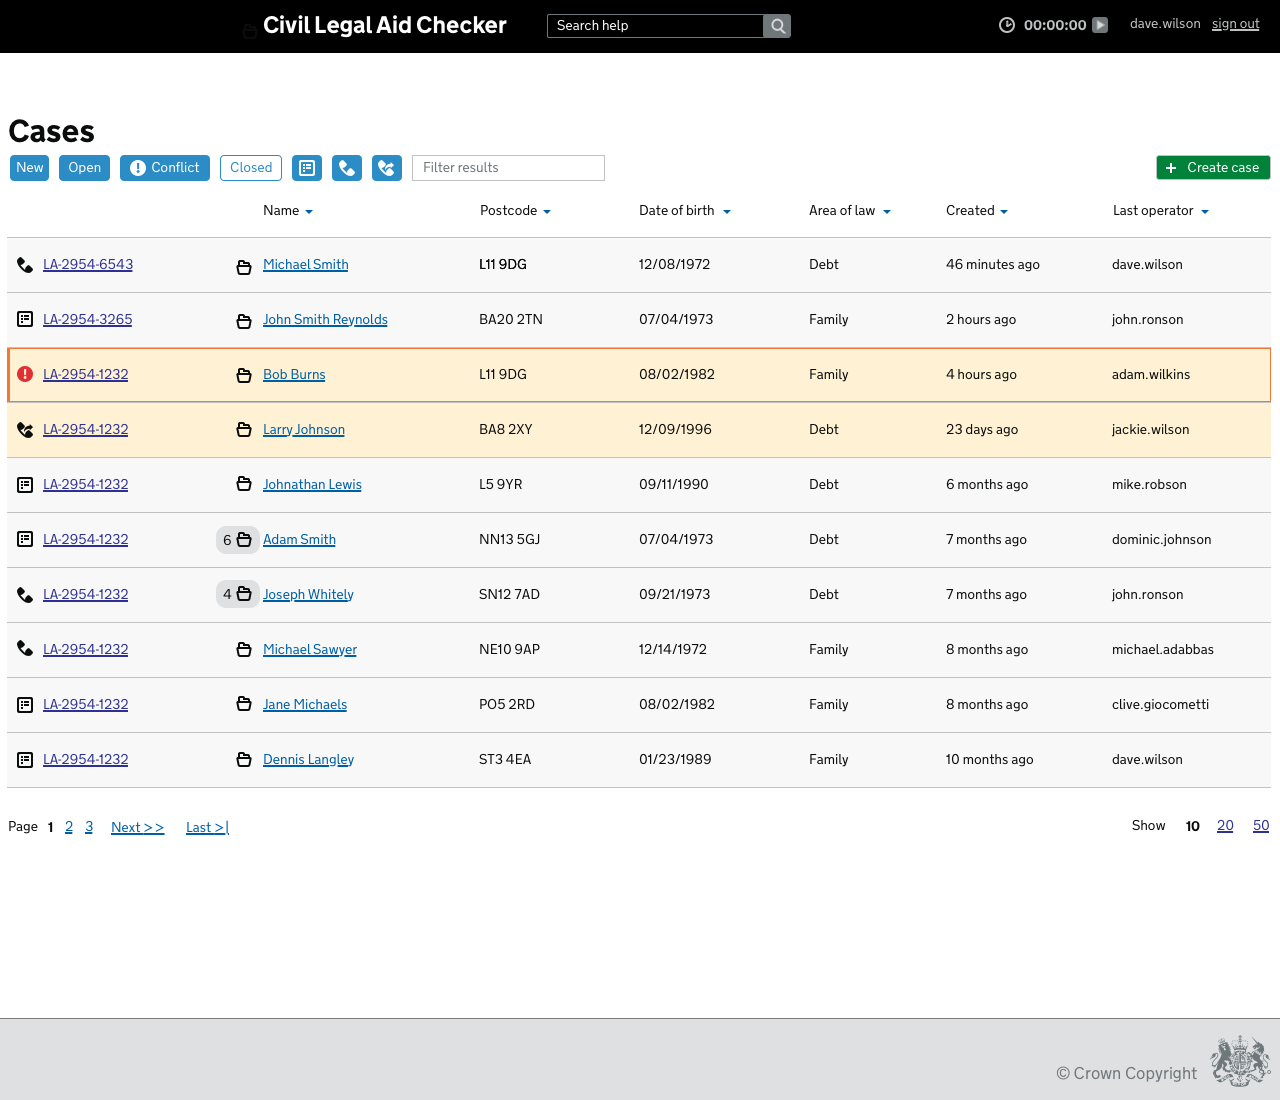 Civil Legal Aid Checker Search help 00:00:00 dave.wilson sign out
Cases
New Open Conflict Closed Filter results + Create case
Name Postcode Date of birth Area of law Created Last operator
LA-2954-6543 Michael Smith L11 9DG 12/08/1972 Debt 46 minutes ago dave.wilson
LA-2954-3265 John Smith Reynolds BA20 2TN 07/04/1973 Family 2 hours ago john.ronson
LA-2954-1232 Bob Burns L11 9DG 08/02/1982 Family 4 hours ago adam.wilkins
LA-2954-1232 Larry Johnson BA8 2XY 12/09/1996 Debt 23 days ago jackie.wilson
LA-2954-1232 Johnathan Lewis L5 9YR 09/11/1990 Debt 6 months ago mike.robson
LA-2954-1232 6 Adam Smith NN13 5GJ 07/04/1973 Debt 7 months ago dominic.johnson
LA-2954-1232 4 Joseph Whitely SN12 7AD 09/21/1973 Debt 7 months ago john.ronson
LA-2954-1232 Michael Sawyer NE10 9AP 12/14/1972 Family 8 months ago michael.adabbas
LA-2954-1232 Jane Michaels PO5 2RD 08/02/1982 Family 8 months ago clive.giocometti
LA-2954-1232 Dennis Langley ST3 4EA 01/23/1989 Family 10 months ago dave.wilson
Page 1 2 3 Next >> Last >| Show 10 20 50
© Crown Copyright